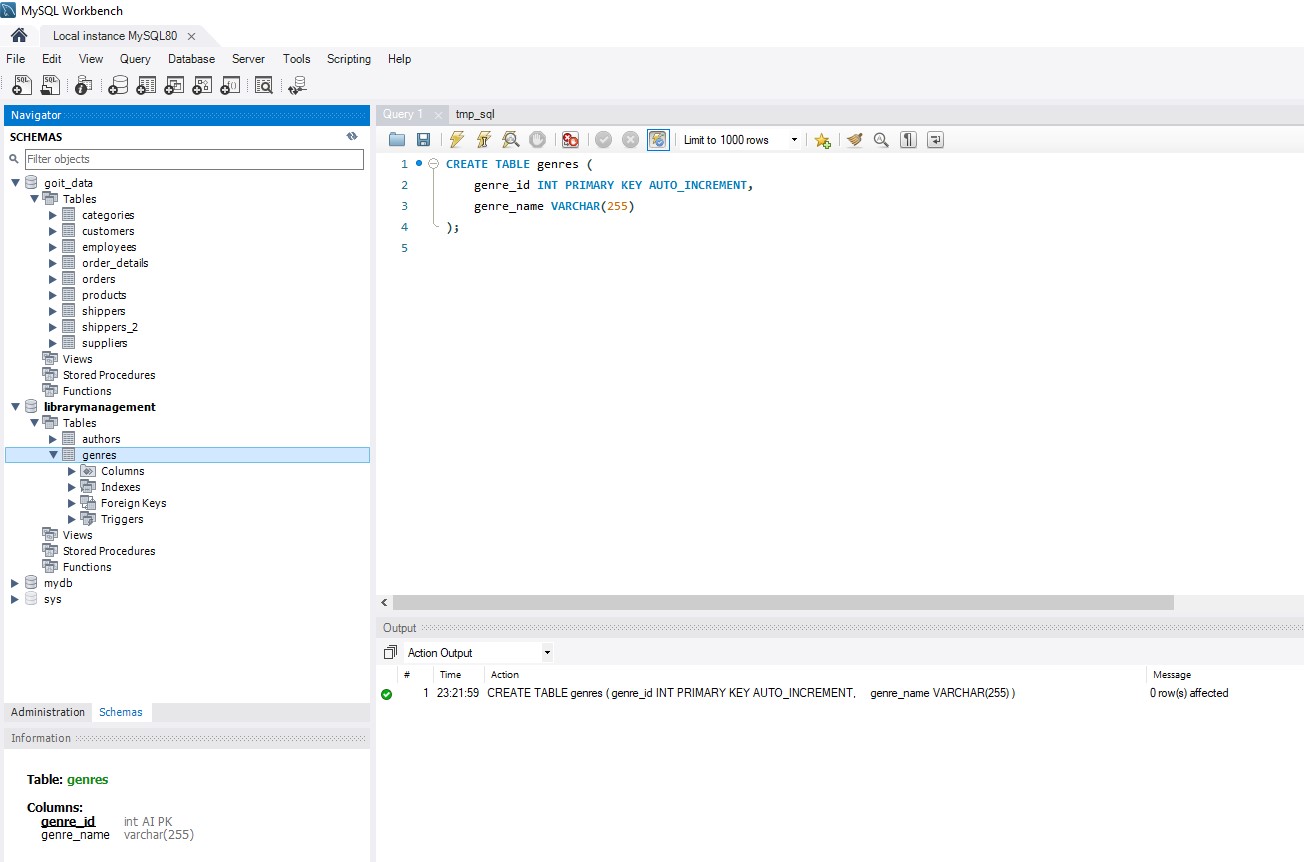 MySQL Workbench
Local instance MySQL80
File Edit View Query Database Server Tools Scripting Help
Navigator
SCHEMAS
Filter objects
goit_data
Tables
categories
customers
employees
order_details
orders
products
shippers
shippers_2
suppliers
Views
Stored Procedures
Functions
librarymanagement
Tables
authors
genres
Columns
Indexes
Foreign Keys
Triggers
Views
Stored Procedures
Functions
mydb
sys
Administration Schemas
Information
Table: genres
Columns:
genre_id int AI PK
genre_name varchar(255)
Query 1 tmp_sql
Limit to 1000 rows
1 CREATE TABLE genres (
2 genre_id INT PRIMARY KEY AUTO_INCREMENT,
3 genre_name VARCHAR(255)
4 );
5
Output
Action Output
# Time Action Message
1 23:21:59 CREATE TABLE genres ( genre_id INT PRIMARY KEY AUTO_INCREMENT, genre_name VARCHAR(255) ) 0 row(s) affected